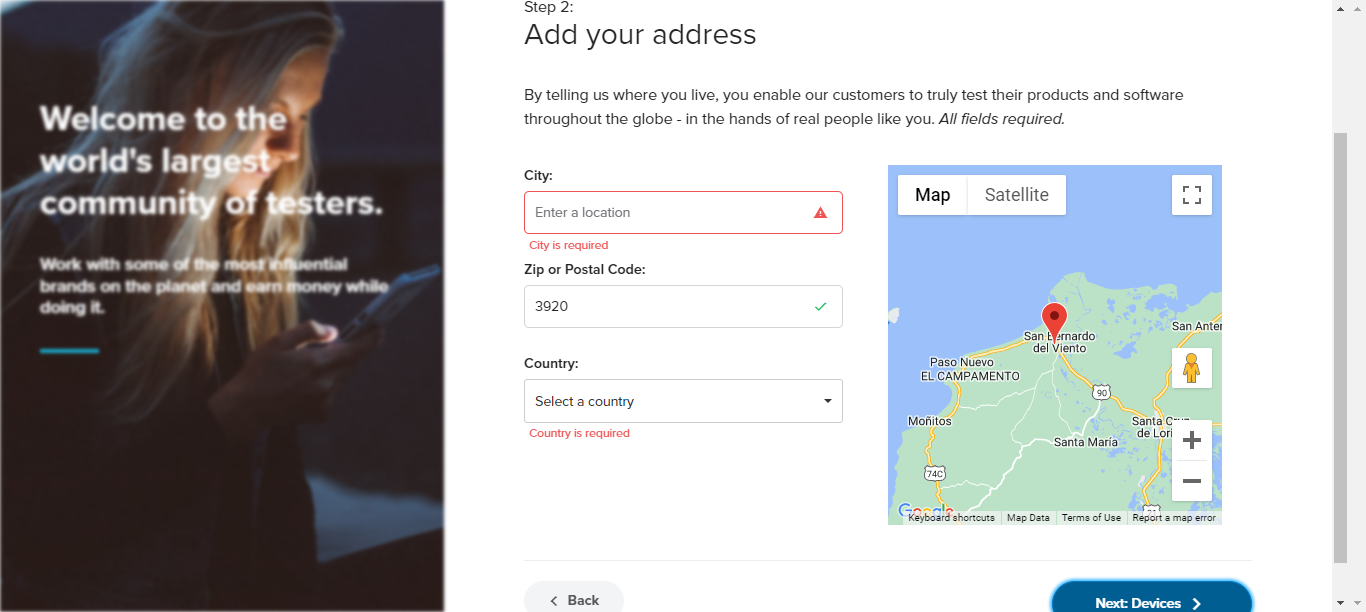 Welcome to the
world's largest
community of testers.
Work with some of the most influential
brands on the planet and earn money while
doing it.
Step 2:
Add your address
By telling us where you live, you enable our customers to truly test their products and software
throughout the globe - in the hands of real people like you. All fields required.
City:
Enter a location
City is required
Zip or Postal Code:
3920
Country:
Select a country
Country is required
Map
Satellite
San Anter
San Bernardo
del Viento
Paso Nuevo
EL CAMPAMENTO
90
Moñitos
Santa Cruz
de Lori
Santa María
74C
Google
Keyboard shortcuts
Map Data
Terms of Use
Report a map error
Back
Next: Devices